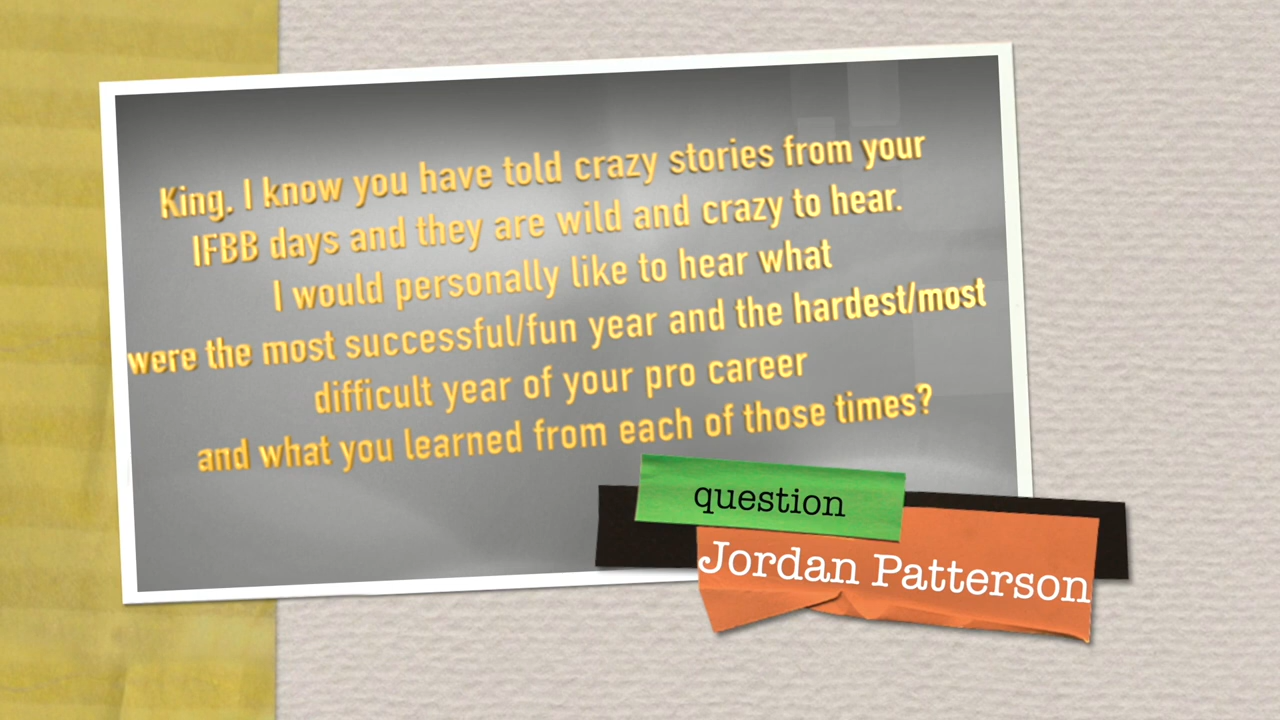 King. I know you have told crazy stories from your
IFBB days and they are wild and crazy to hear.
I would personally like to hear what
were the most successful/fun year and the hardest/most
difficult year of your pro career
and what you learned from each of those times?
question
Jordan Patterson